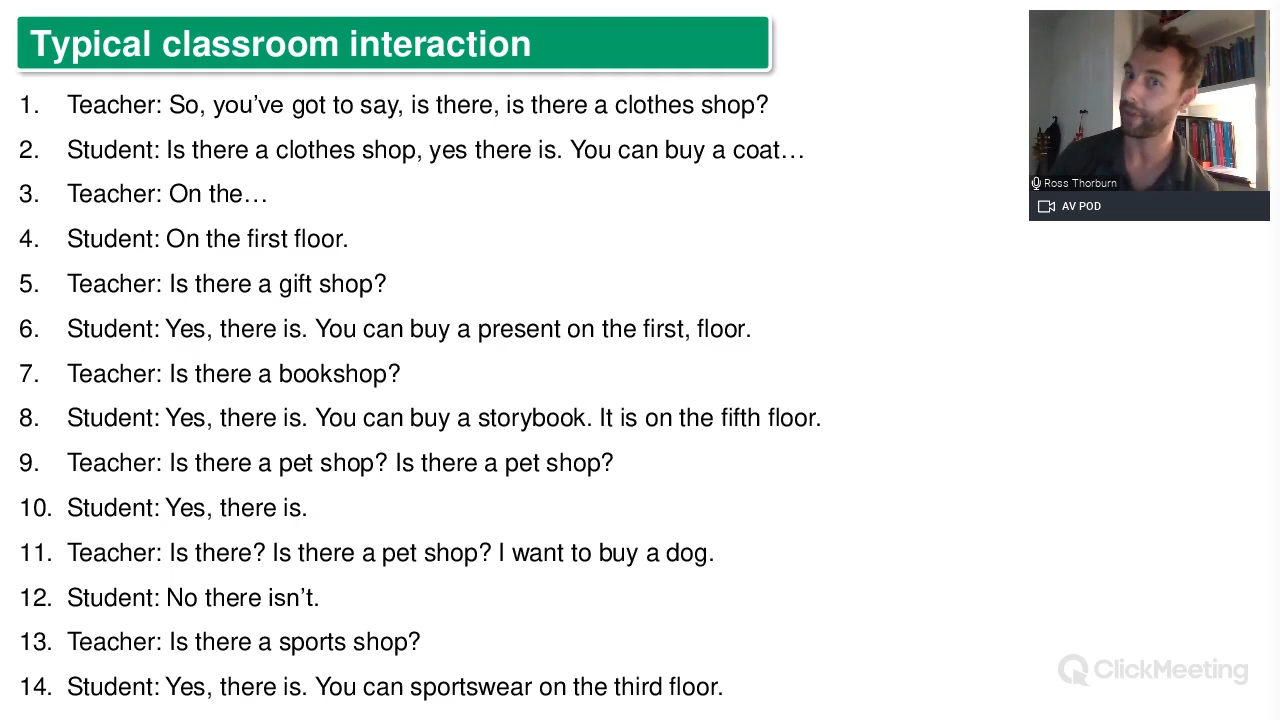 Typical classroom interaction
1. Teacher: So, you've got to say, is there, is there a clothes shop?
2. Student: Is there a clothes shop, yes there is. You can buy a coat…
3. Teacher: On the…
4. Student: On the first floor.
5. Teacher: Is there a gift shop?
6. Student: Yes, there is. You can buy a present on the first, floor.
7. Teacher: Is there a bookshop?
8. Student: Yes, there is. You can buy a storybook. It is on the fifth floor.
9. Teacher: Is there a pet shop? Is there a pet shop?
10. Student: Yes, there is.
11. Teacher: Is there? Is there a pet shop? I want to buy a dog.
12. Student: No there isn't.
13. Teacher: Is there a sports shop?
14. Student: Yes, there is. You can sportswear on the third floor.
Ross Thorburn
AV POD
ClickMeeting